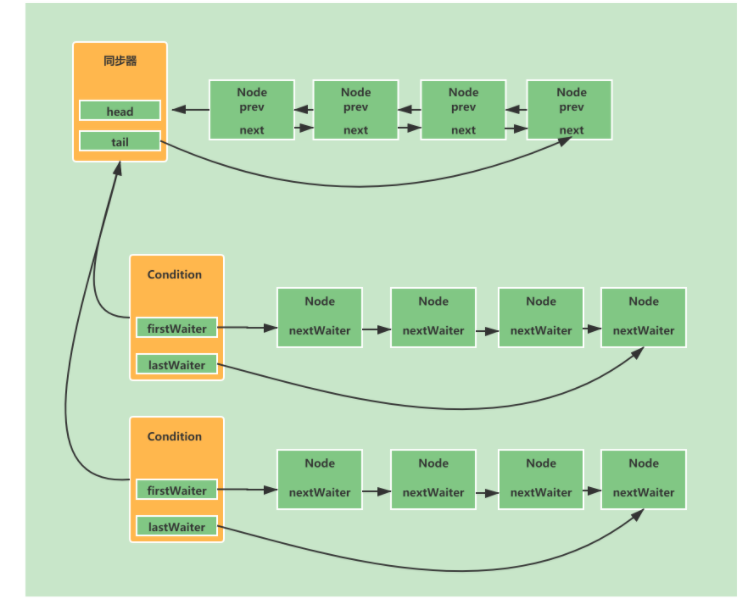 同步器
head
tail
Node Node Node Node
prev prev prev prev
next next next next
Condition
firstWaiter
lastWaiter
Node Node Node Node
nextWaiter nextWaiter nextWaiter nextWaiter
Condition
firstWaiter
lastWaiter
Node Node Node Node
nextWaiter nextWaiter nextWaiter nextWaiter